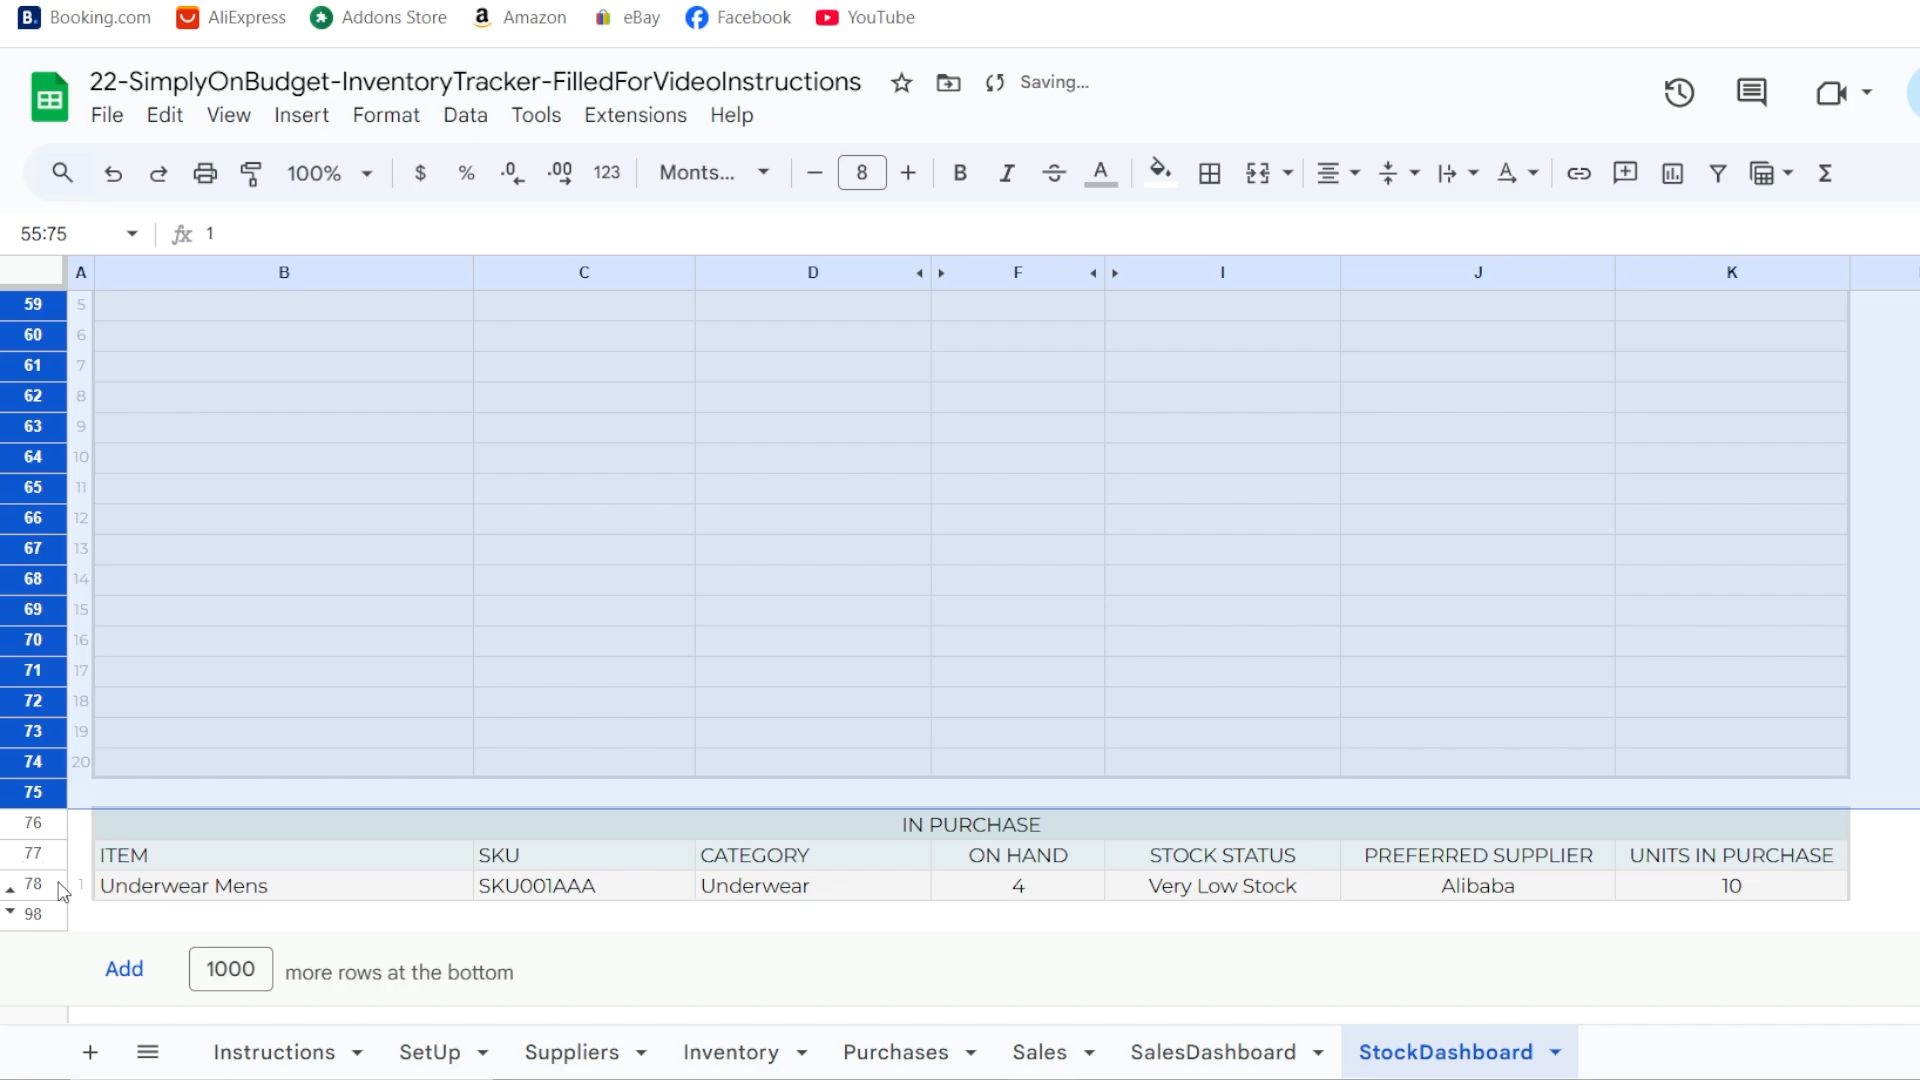 Booking.com AliExpress Addons Store Amazon eBay Facebook YouTube
22-SimplyOnBudget-InventoryTracker-FilledForVideoInstructions Saving...
File Edit View Insert Format Data Tools Help
100% $ % .0 .00 123 Monts... 8 B I A
55:75 fx 1
A B C D F I J K
59 5
60 6
61 7
62 8
63 9
64 10
65 11
66 12
67 13
68 14
69 15
70 16
71 17
72 18
73 19
74 20
75
76 IN PURCHASE
77 ITEM SKU CATEGORY ON HAND STOCK STATUS PREFERRED SUPPLIER UNITS IN PURCHASE
78 1 Underwear Mens SKU001AAA Underwear 4 Very Low Stock Alibaba 10
98
Add 1000 more rows at the bottom
Instructions SetUp Suppliers Inventory Purchases Sales SalesDashboard StockDashboard